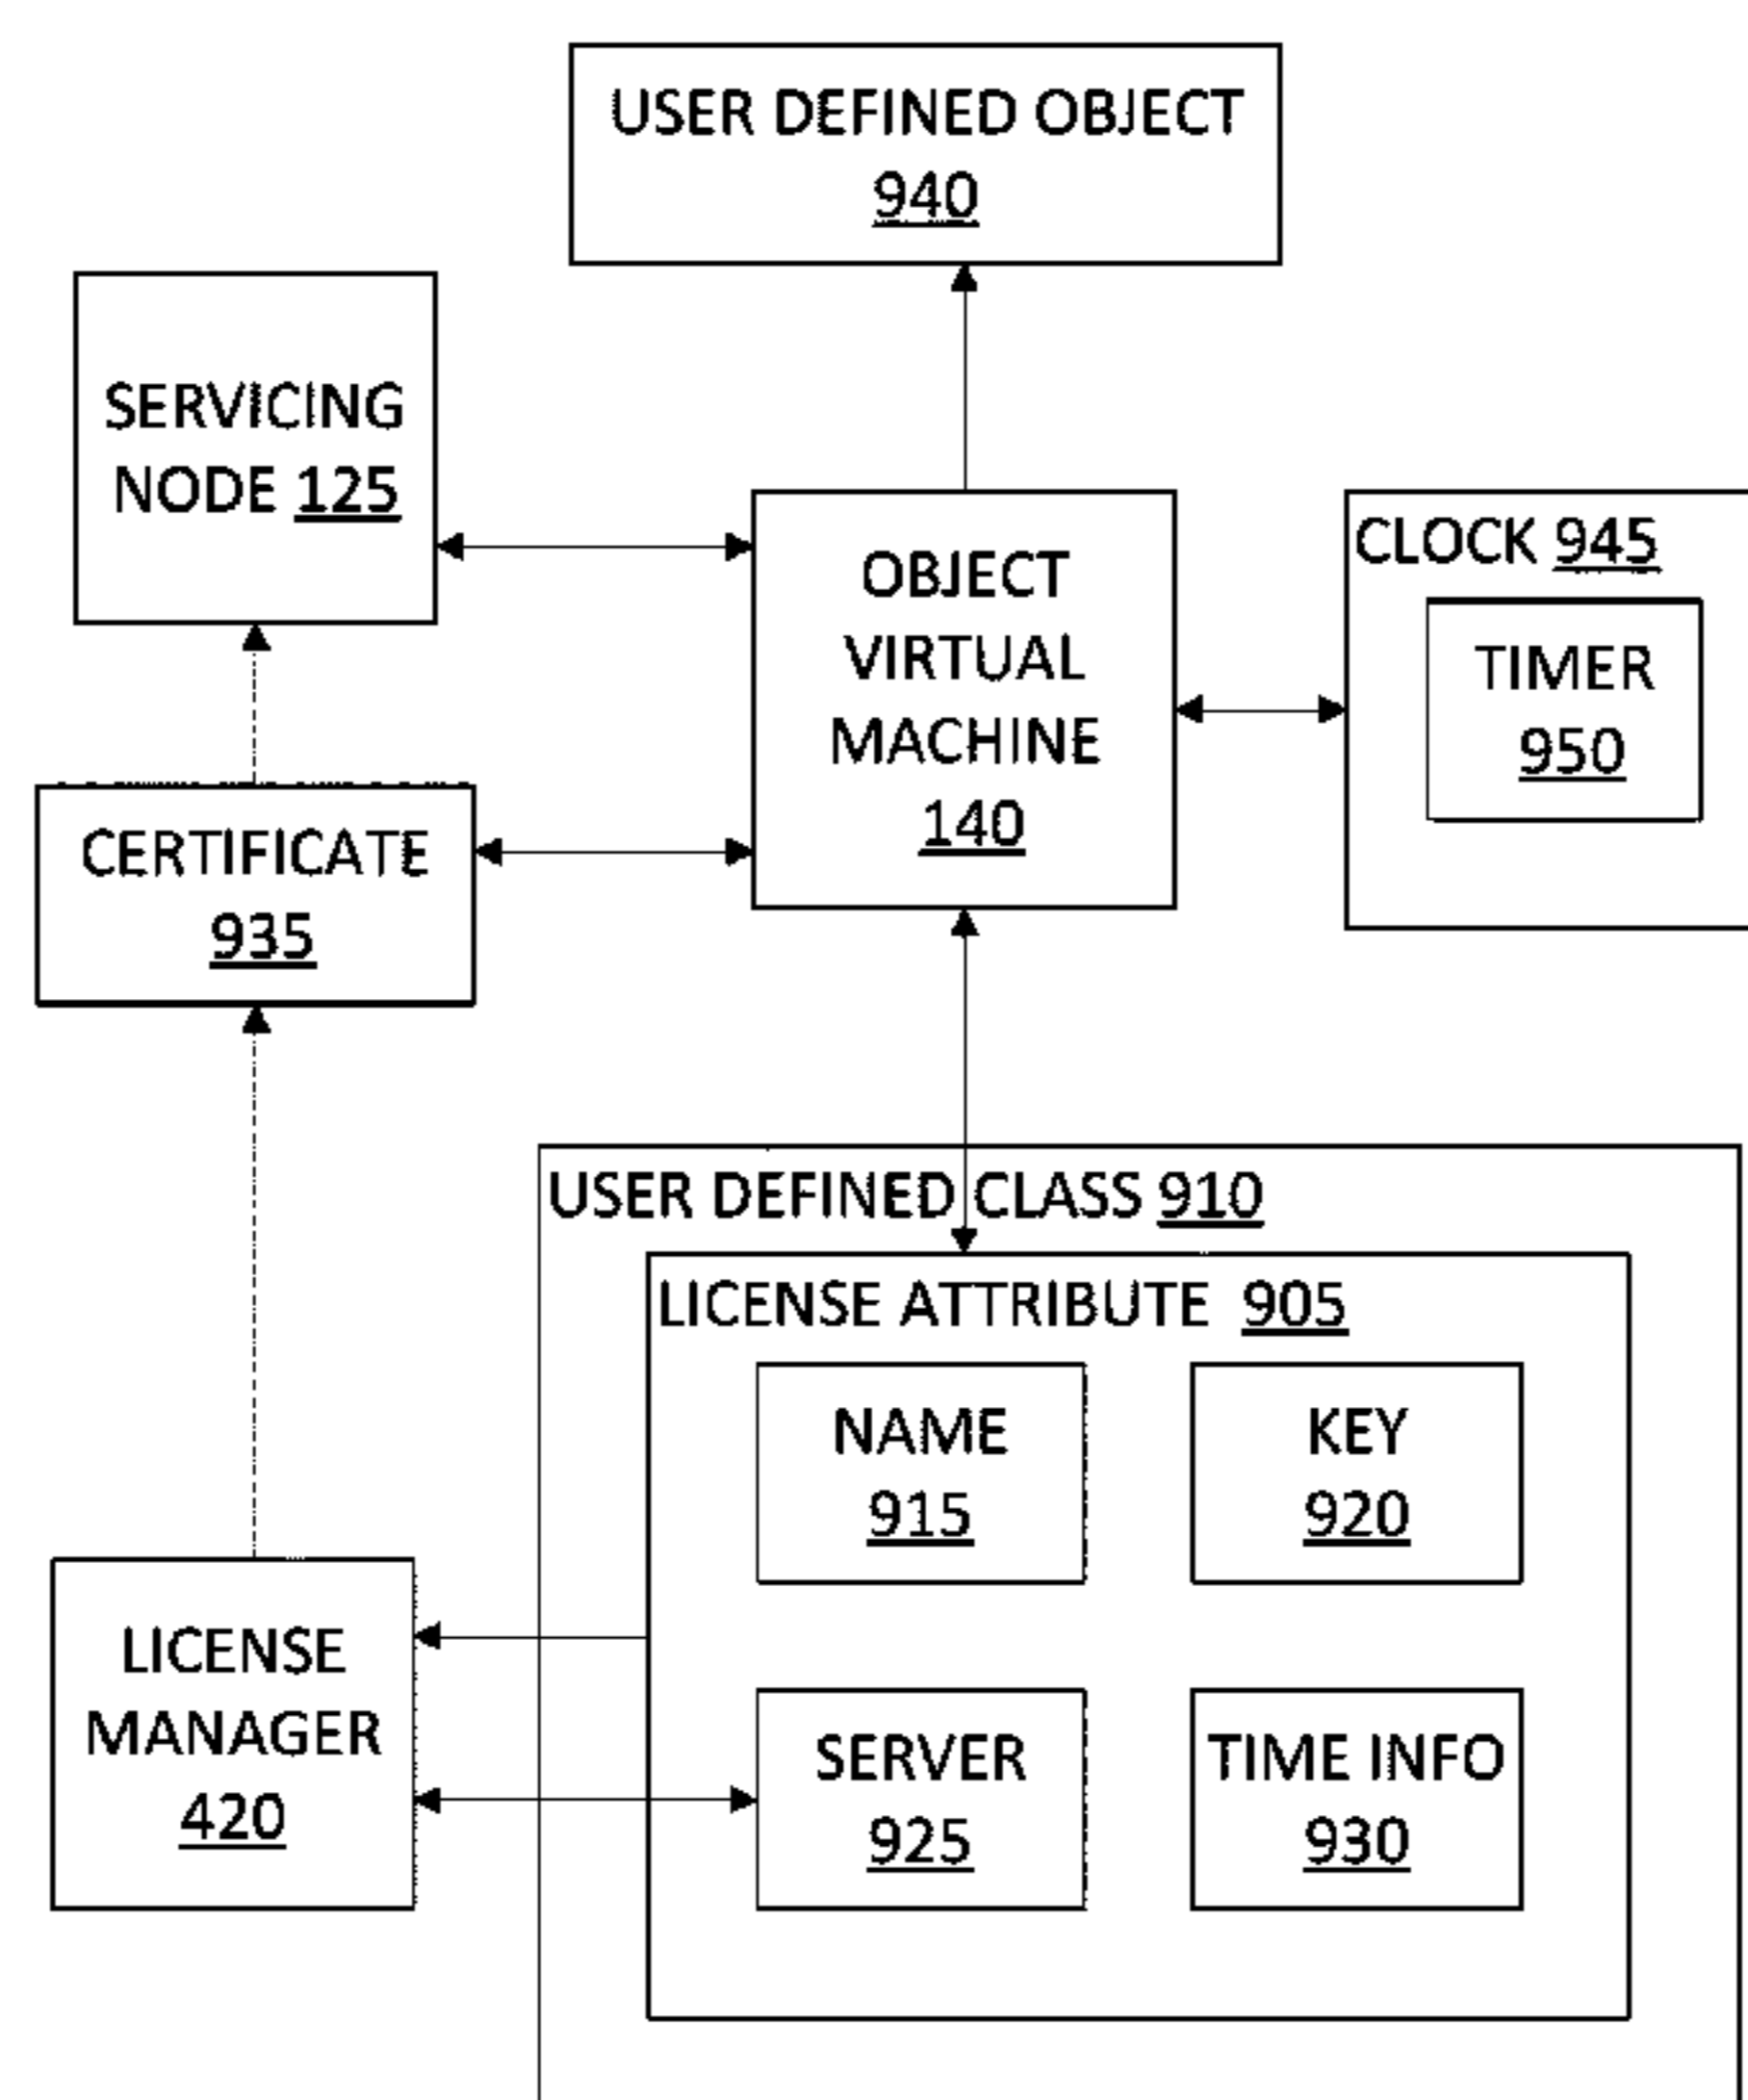 USER DEFINED OBJECT
940
SERVICING
NODE 125
OBJECT
VIRTUAL
MACHINE
140
CLOCK 945
TIMER
950
CERTIFICATE
935
USER DEFINED CLASS 910
LICENSE ATTRIBUTE 905
NAME
915
KEY
920
LICENSE
MANAGER
420
SERVER
925
TIME INFO
930